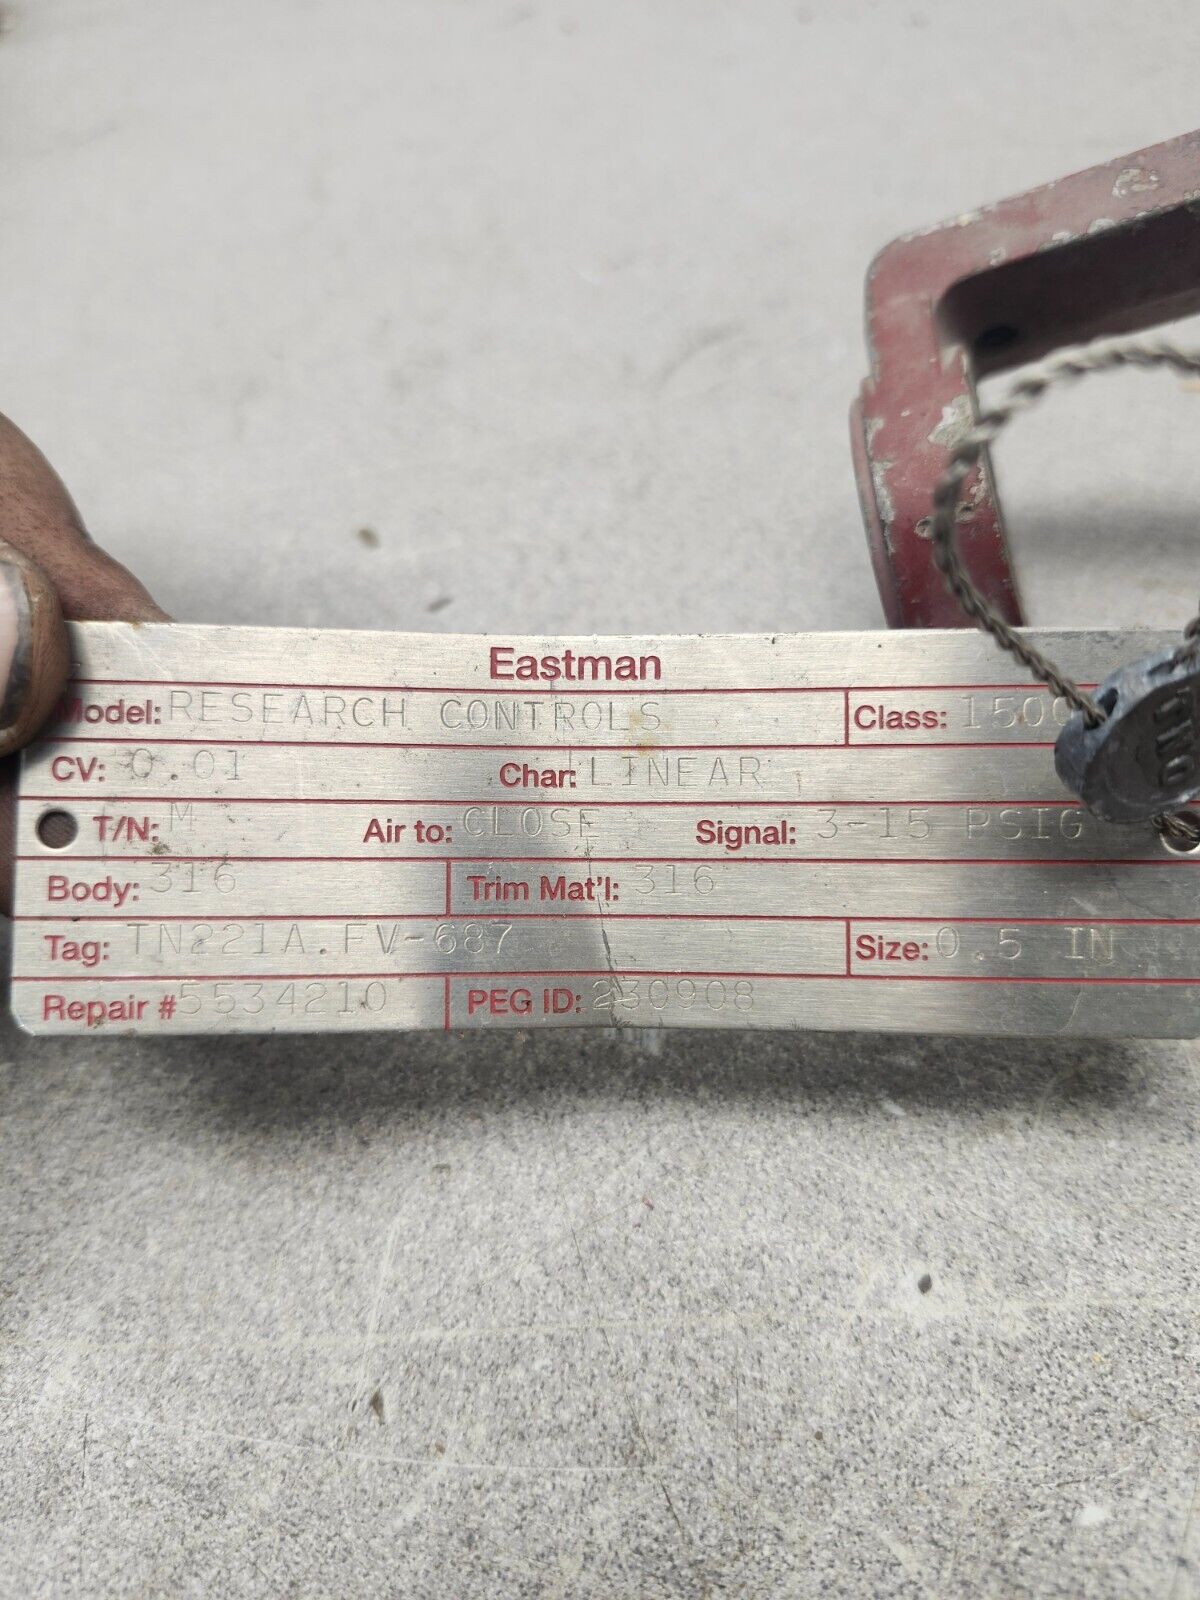 Eastman
Model: RESEARCH CONTROLS Class: 1500
CV: 0.01 Char: LINEAR
T/N: M Air to: CLOSE Signal: 3-15 PSIG
Body: 316 Trim Mat'l: 316
Tag: TN221A.FV-687 Size: 0.5 IN
Repair #5534210 PEG ID: 230908